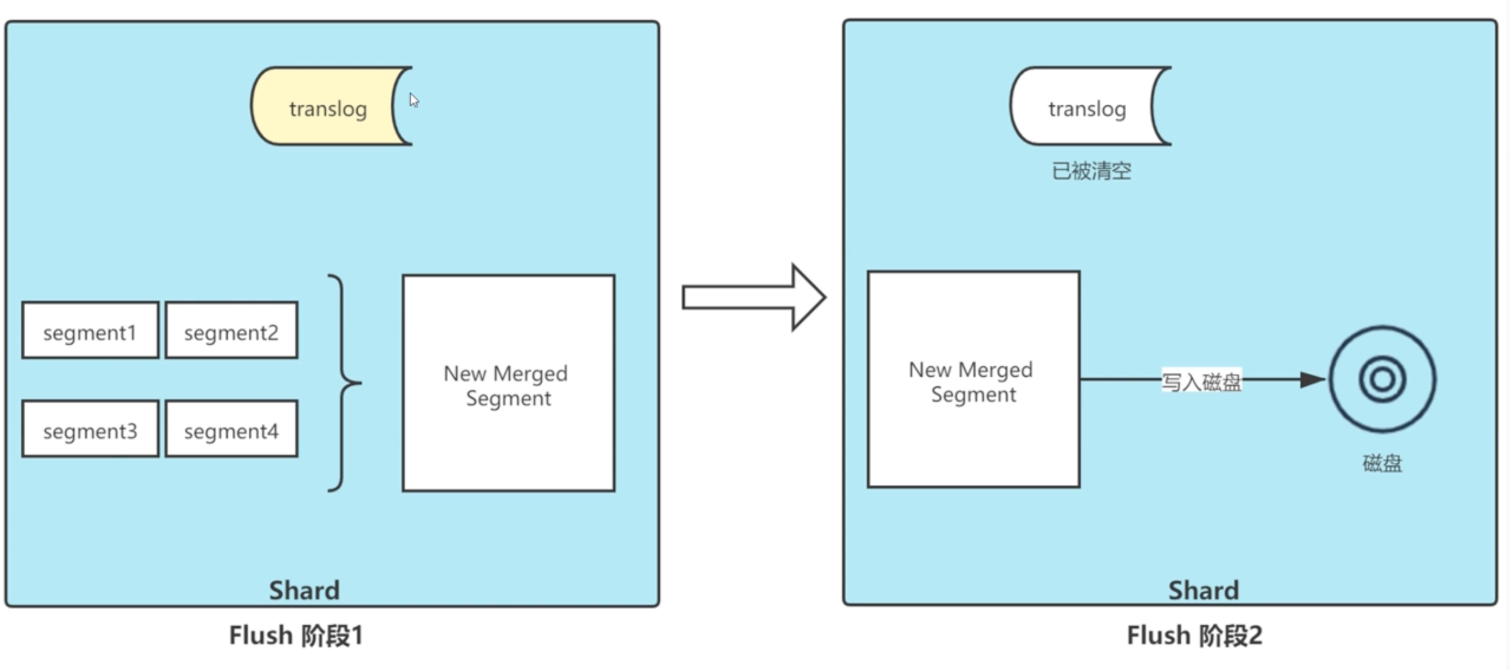 translog
segment1
segment2
segment3
segment4
New Merged
Segment
Shard
Flush 阶段1
translog
已被清空
New Merged
Segment
写入磁盘
磁盘
Shard
Flush 阶段2